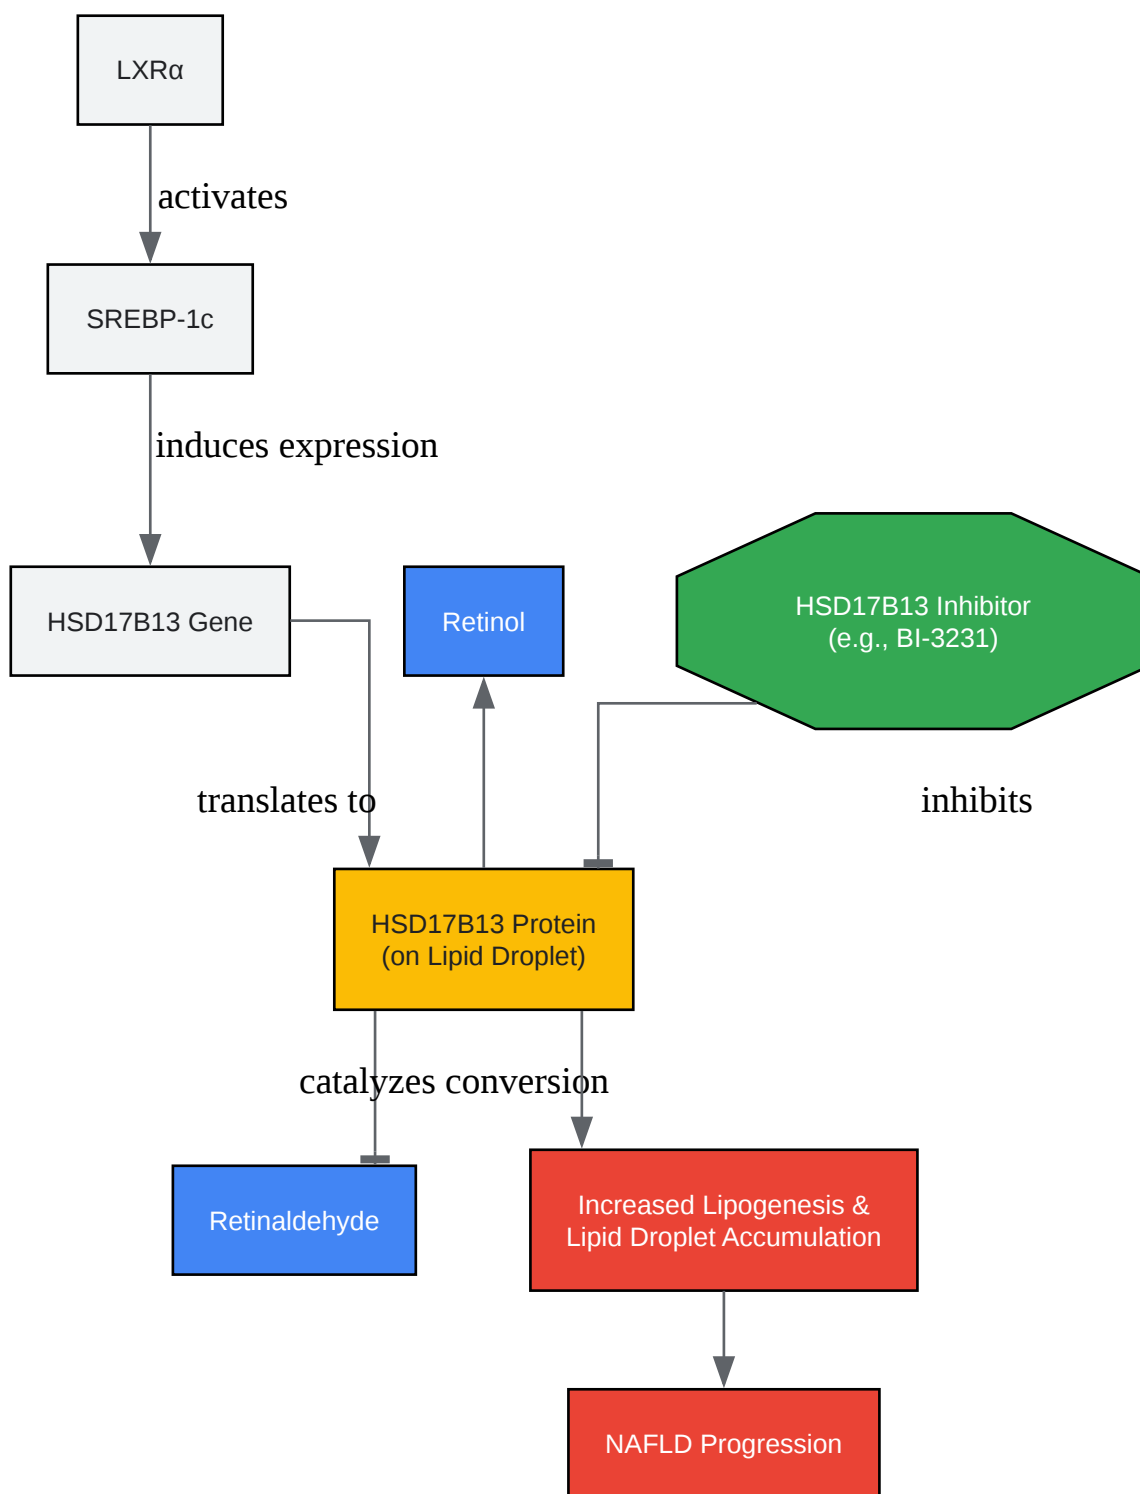 LXRα
activates
SREBP-1c
induces expression
HSD17B13 Gene
Retinol
HSD17B13 Inhibitor
(e.g., BI-3231)
translates to
inhibits
HSD17B13 Protein
(on Lipid Droplet)
catalyzes conversion
Retinaldehyde
Increased Lipogenesis &
Lipid Droplet Accumulation
NAFLD Progression